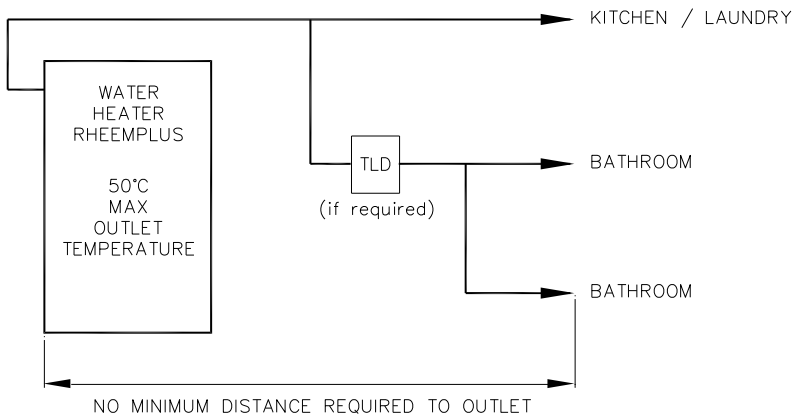 KITCHEN / LAUNDRY
WATER
HEATER
RHEEMPLUS
50°C
MAX
OUTLET
TEMPERATURE
TLD
(if required)
BATHROOM
BATHROOM
NO MINIMUM DISTANCE REQUIRED TO OUTLET